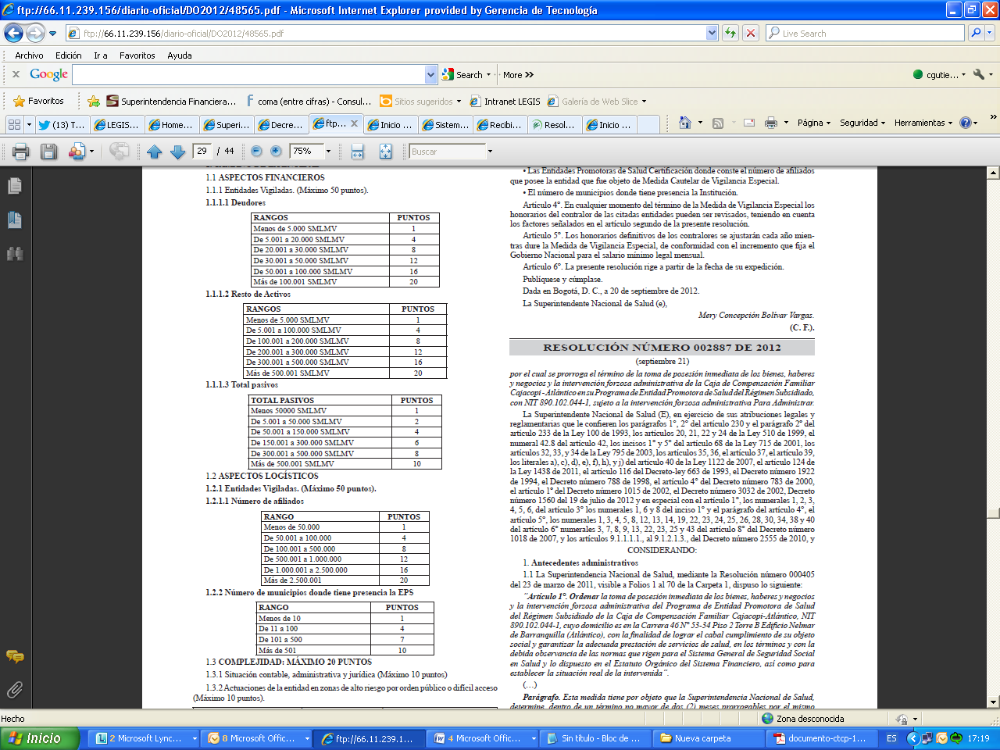 ftp://66.11.239.156/diario-oficial/DO2012/48565.pdf - Microsoft Internet Explorer provided by Gerencia de Tecnología
ftp://66.11.239.156/diario-oficial/DO2012/48565.pdf
Live Search
Archivo Edición Ir a Favoritos Ayuda
x Google Search More »
cgutie...
Favoritos Superintendencia Financiera... coma (entre cifras) - Consul... Sitios sugeridos Intranet LEGIS Galería de Web Slice
(13) T... LEGIS... Home... Superi... Decre... ftp... Inicio ... Sistem... Recibi... Resol... Inicio ... Página Seguridad Herramientas »
29 / 44 75% Buscar
1.1 ASPECTOS FINANCIEROS
1.1.1 Entidades Vigiladas. (Máximo 50 puntos).
1.1.1.1 Deudores
RANGOS PUNTOS
Menos de 5.000 SMLMV 1
De 5.001 a 20.000 SMLMV 4
De 20.001 a 30.000 SMLMV 8
De 30.001 a 50.000 SMLMV 12
De 50.001 a 100.000 SMLMV 16
Más de 100.001 SMLMV 20
1.1.1.2 Resto de Activos
RANGOS PUNTOS
Menos de 5.000 SMLMV 1
De 5.001 a 100.000 SMLMV 4
De 100.001 a 200.000 SMLMV 8
De 200.001 a 300.000 SMLMV 12
De 300.001 a 500.000 SMLMV 16
Más de 500.001 SMLMV 20
1.1.1.3 Total pasivos
TOTAL PASIVOS PUNTOS
Menos 50000 SMLMV 1
De 5.001 a 50.000 SMLMV 2
De 50.001 a 150.000 SMLMV 4
De 150.001 a 300.000 SMLMV 6
De 300.001 a 500.000 SMLMV 8
Más de 500.001 SMLMV 10
1.2 ASPECTOS LOGÍSTICOS
1.2.1 Entidades Vigiladas. (Máximo 50 puntos).
1.2.1.1 Número de afiliados
RANGO PUNTOS
Menos de 50.000 1
De 50.001 a 100.000 4
De 100.001 a 500.000 8
De 500.001 a 1.000.000 12
De 1.000.001 a 2.500.000 16
Más de 2.500.001 20
1.2.2 Número de municipios donde tiene presencia la EPS
RANGO PUNTOS
Menos de 10 1
De 11 a 100 4
De 101 a 500 7
Más de 501 10
1.3 COMPLEJIDAD: MÁXIMO 20 PUNTOS
1.3.1 Situación contable, administrativa y jurídica (Máximo 10 puntos)
1.3.2 Actuaciones de la entidad en zonas de alto riesgo por orden público o difícil acceso
(Máximo 10 puntos).
• Las Entidades Promotoras de Salud Certificación donde conste el número de afiliados
que posee la entidad que fue objeto de Medida Cautelar de Vigilancia Especial.
• El número de municipios donde tiene presencia la Institución.
Artículo 4°. En cualquier momento del término de la Medida de Vigilancia Especial los
honorarios del contralor de las citadas entidades pueden ser revisados, teniendo en cuenta
los factores señalados en el artículo segundo de la presente resolución.
Artículo 5°. Los honorarios definitivos de los contralores se ajustarán cada año mien-
tras dure la Medida de Vigilancia Especial, de conformidad con el incremento que fija el
Gobierno Nacional para el salario mínimo legal mensual.
Artículo 6°. La presente resolución rige a partir de la fecha de su expedición.
Publíquese y cúmplase.
Dada en Bogotá, D. C., a 20 de septiembre de 2012.
La Superintendente Nacional de Salud (e),
Mery Concepción Bolívar Vargas.
(C. F.).
RESOLUCIÓN NÚMERO 002887 DE 2012
(septiembre 21)
por el cual se prorroga el término de la toma de posesión inmediata de los bienes, haberes
y negocios y la intervención forzosa administrativa de la Caja de Compensación Familiar
Cajacopi - Atlántico en su Programa de Entidad Promotora de Salud del Régimen Subsidiado,
con NIT 890.102.044-1, sujeto a la intervención forzosa administrativa Para Administrar.
La Superintendente Nacional de Salud (E), en ejercicio de sus atribuciones legales y
reglamentarias que le confieren los parágrafos 1°, 2° del artículo 230 y el parágrafo 2° del
artículo 233 de la Ley 100 de 1993, los artículos 20, 21, 22 y 24 de la Ley 510 de 1999, el
numeral 42.8 del artículo 42, los incisos 1° y 5° del artículo 68 de la Ley 715 de 2001, los
artículos 32, 33, y 34 de la Ley 795 de 2003, los artículos 35, 36, el artículo 37, el artículo 39,
los literales a), c), d), e), f), h), y j) del artículo 40 de la Ley 1122 de 2007, el artículo 124 de
la Ley 1438 de 2011, el artículo 116 del Decreto-ley 663 de 1993, el Decreto número 1922
de 1994, el Decreto número 788 de 1998, el artículo 4° del Decreto número 783 de 2000,
el artículo 1° del Decreto número 1015 de 2002, el Decreto número 3032 de 2002, Decreto
número 1560 del 19 de julio de 2012 y en especial con el artículo 1°, los numerales 1, 2, 3,
4, 5, 6, del artículo 3° los numerales 1, 6 y 8 del inciso 1° y el parágrafo del artículo 4°, el
artículo 5°, los numerales 1, 3, 4, 5, 8, 12, 13, 14, 19, 22, 23, 24, 25, 26, 28, 30, 34, 38 y 40
del artículo 6° numerales 3, 7, 8, 9, 13, 22, 23, 25 y 43 del artículo 8° del Decreto número
1018 de 2007, y los artículos 9.1.1.1.1., al 9.1.2.1.3., del Decreto número 2555 de 2010, y
CONSIDERANDO:
1. Antecedentes administrativos
1.1 La Superintendencia Nacional de Salud, mediante la Resolución número 000405
del 23 de marzo de 2011, visible a Folios 1 al 70 de la Carpeta 1, dispuso lo siguiente:
"Artículo 1°. Ordenar la toma de posesión inmediata de los bienes, haberes y negocios
y la intervención forzosa administrativa del Programa de Entidad Promotora de Salud
del Régimen Subsidiado de la Caja de Compensación Familiar Cajacopi-Atlántico, NIT
890.102.044-1, cuyo domicilio es en la Carrera 46 N° 53-34 Piso 2 Torre B Edificio Nelmar
de Barranquilla (Atlántico), con la finalidad de lograr el cabal cumplimiento de su objeto
social y garantizar la adecuada prestación de servicios de salud, en los términos y con la
debida observancia de las normas que rigen para el Sistema General de Seguridad Social
en Salud y lo dispuesto en el Estatuto Orgánico del Sistema Financiero, así como para
establecer la situación real de la intervenida".
(…)
Parágrafo. Esta medida tiene por objeto que la Superintendencia Nacional de Salud,
determine, dentro de un término no mayor de dos (2) meses prorrogables por el mismo
Hecho Zona desconocida
Inicio 2 Microsoft Lync... 8 Microsoft Offic... ftp://66.11.239.1... 4 Microsoft Offic... Sin título - Bloc de ... Nueva carpeta documento-ctcp-1... ES 17:19